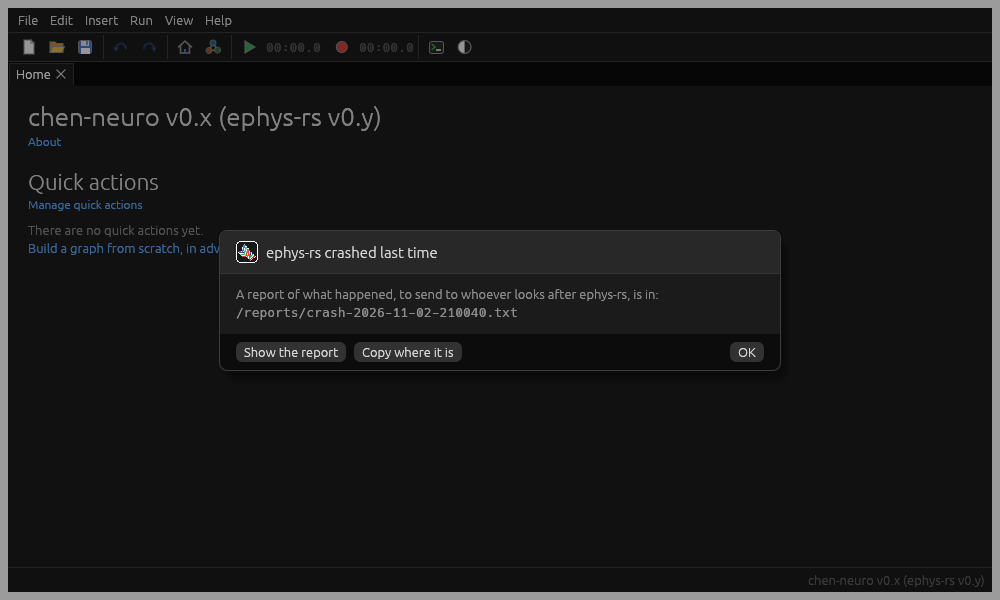 File Edit Insert Run View Help
00:00.0 00:00.0
Home
chen-neuro v0.x (ephys-rs v0.y)
About
Quick actions
Manage quick actions
There are no quick actions yet.
Build a graph from scratch, in adv
ephys-rs crashed last time
A report of what happened, to send to whoever looks after ephys-rs, is in:
/reports/crash-2026-11-02-210040.txt
Show the report Copy where it is OK
chen-neuro v0.x (ephys-rs v0.y)